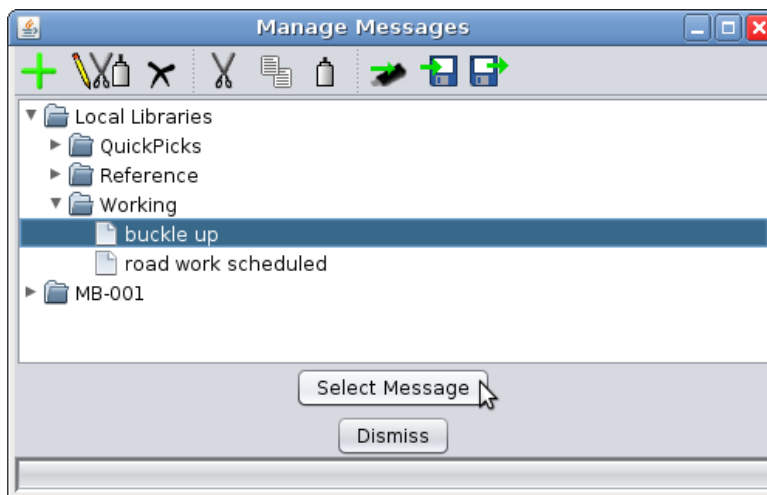 Manage Messages
Local Libraries
QuickPicks
Reference
Working
buckle up
road work scheduled
MB-001
Select Message
Dismiss